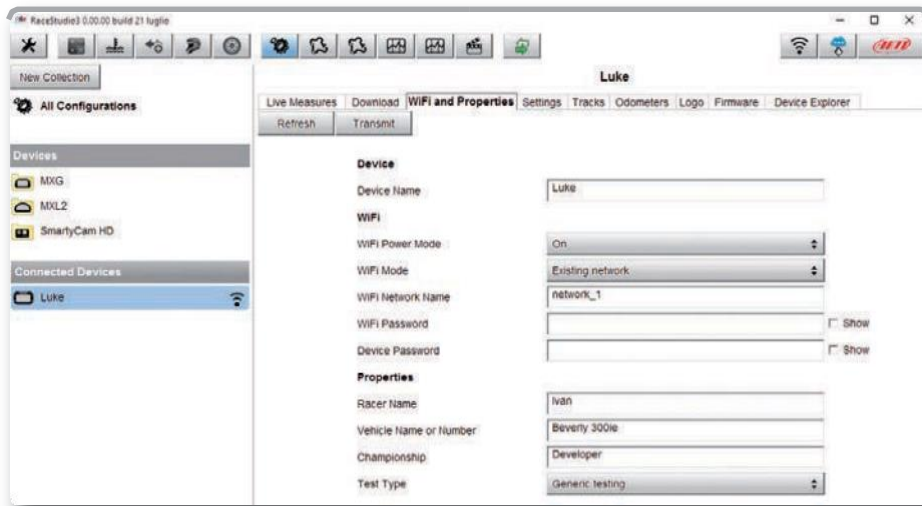 RaceStudio3 0.00.00 build 21 luglio
AiM
New Collection
All Configurations
Devices
MXG
MXL2
SmartyCam HD
Connected Devices
Luke
Luke
Live Measures Download WiFi and Properties Settings Tracks Odometers Logo Firmware Device Explorer
Refresh Transmit
Device
Device Name Luke
WiFi
WiFi Power Mode On
WiFi Mode Existing network
WiFi Network Name network_1
WiFi Password Show
Device Password Show
Properties
Racer Name Ivan
Vehicle Name or Number Beverly 300ie
Championship Developer
Test Type Generic testing